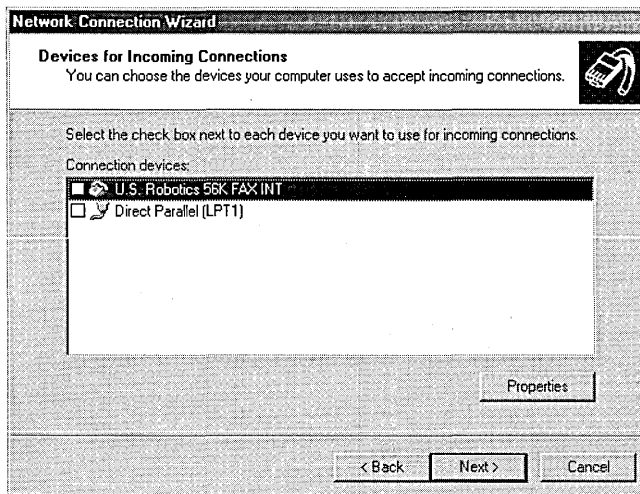 Network Connection Wizard
Devices for Incoming Connections
You can choose the devices your computer uses to accept incoming connections.
Select the check box next to each device you want to use for incoming connections.
Connection devices:
U.S. Robotics 56K FAX INT
Direct Parallel (LPT1)
Properties
< Back
Next >
Cancel